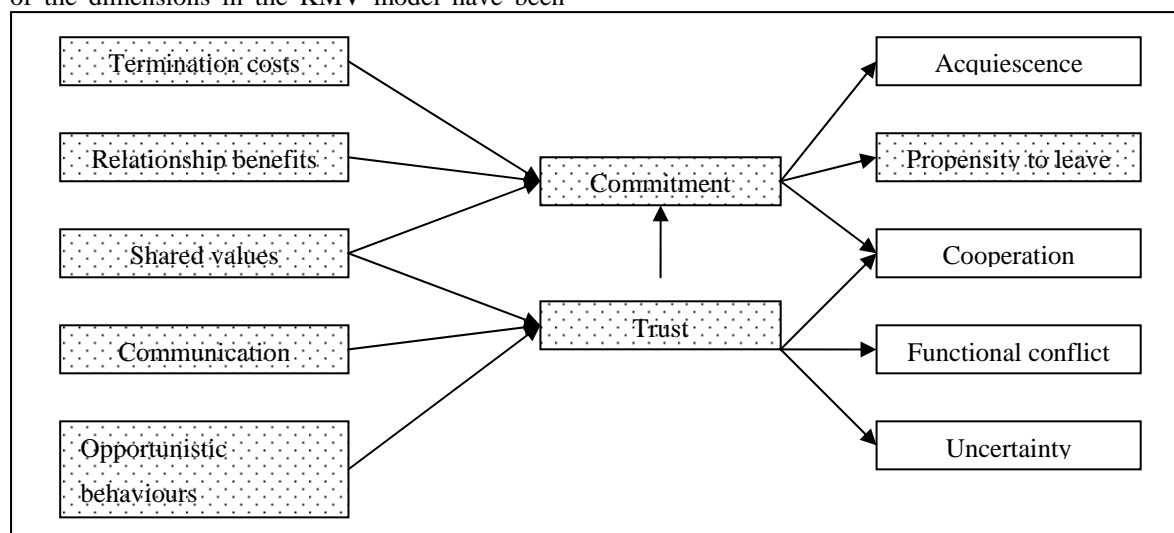 of the dimensions in the KMV model have been
Termination costs
Relationship benefits
Shared values
Communication
Opportunistic
behaviours
Commitment
Trust
Acquiescence
Propensity to leave
Cooperation
Functional conflict
Uncertainty